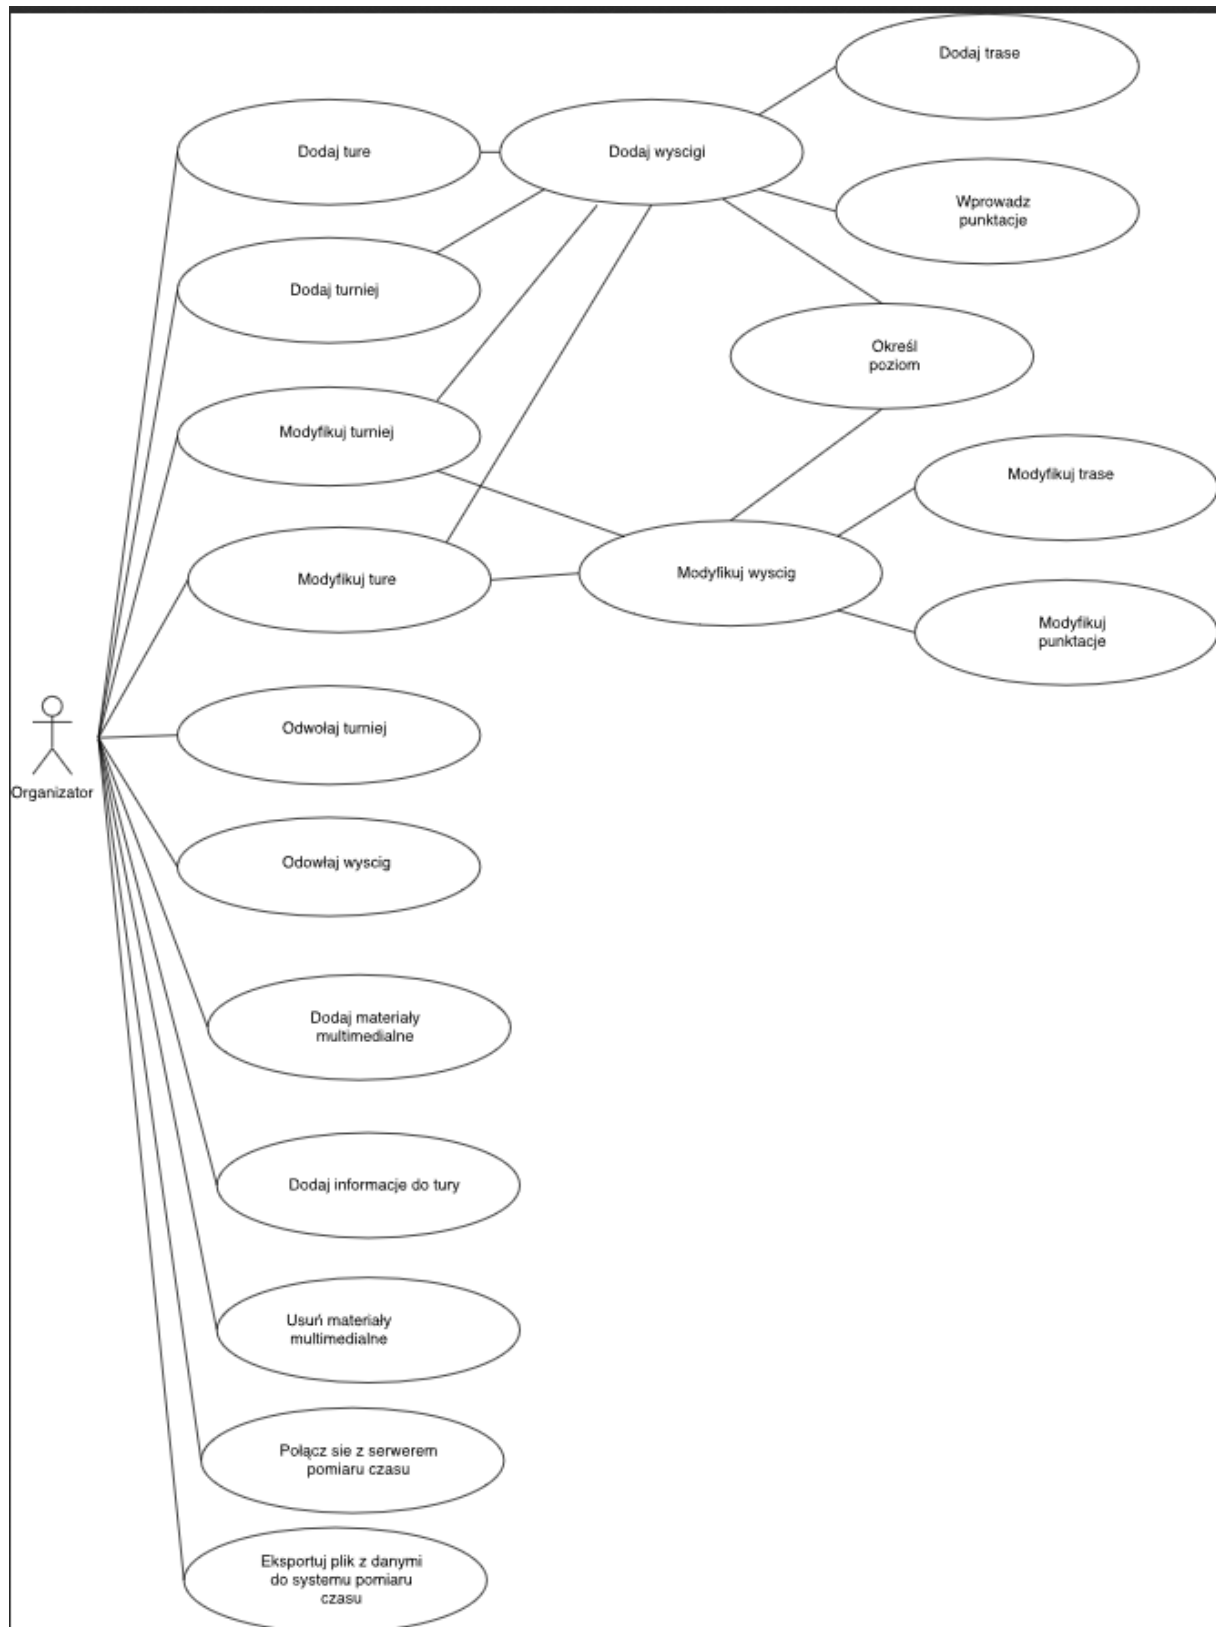 Dodaj trase
Dodaj ture
Dodaj wyscigi
Wprowadz
punktacje
Dodaj turniej
Określ
poziom
Modyfikuj turniej
Modyfikuj trase
Modyfikuj ture
Modyfikuj wyscig
Modyfikuj
punktacje
Odwołaj turniej
Organizator
Odowłaj wyscig
Dodaj materiały
multimedialne
Dodaj informacje do tury
Usuń materiały
multimedialne
Połącz sie z serwerem
pomiaru czasu
Eksportuj plik z danymi
do systemu pomiaru
czasu